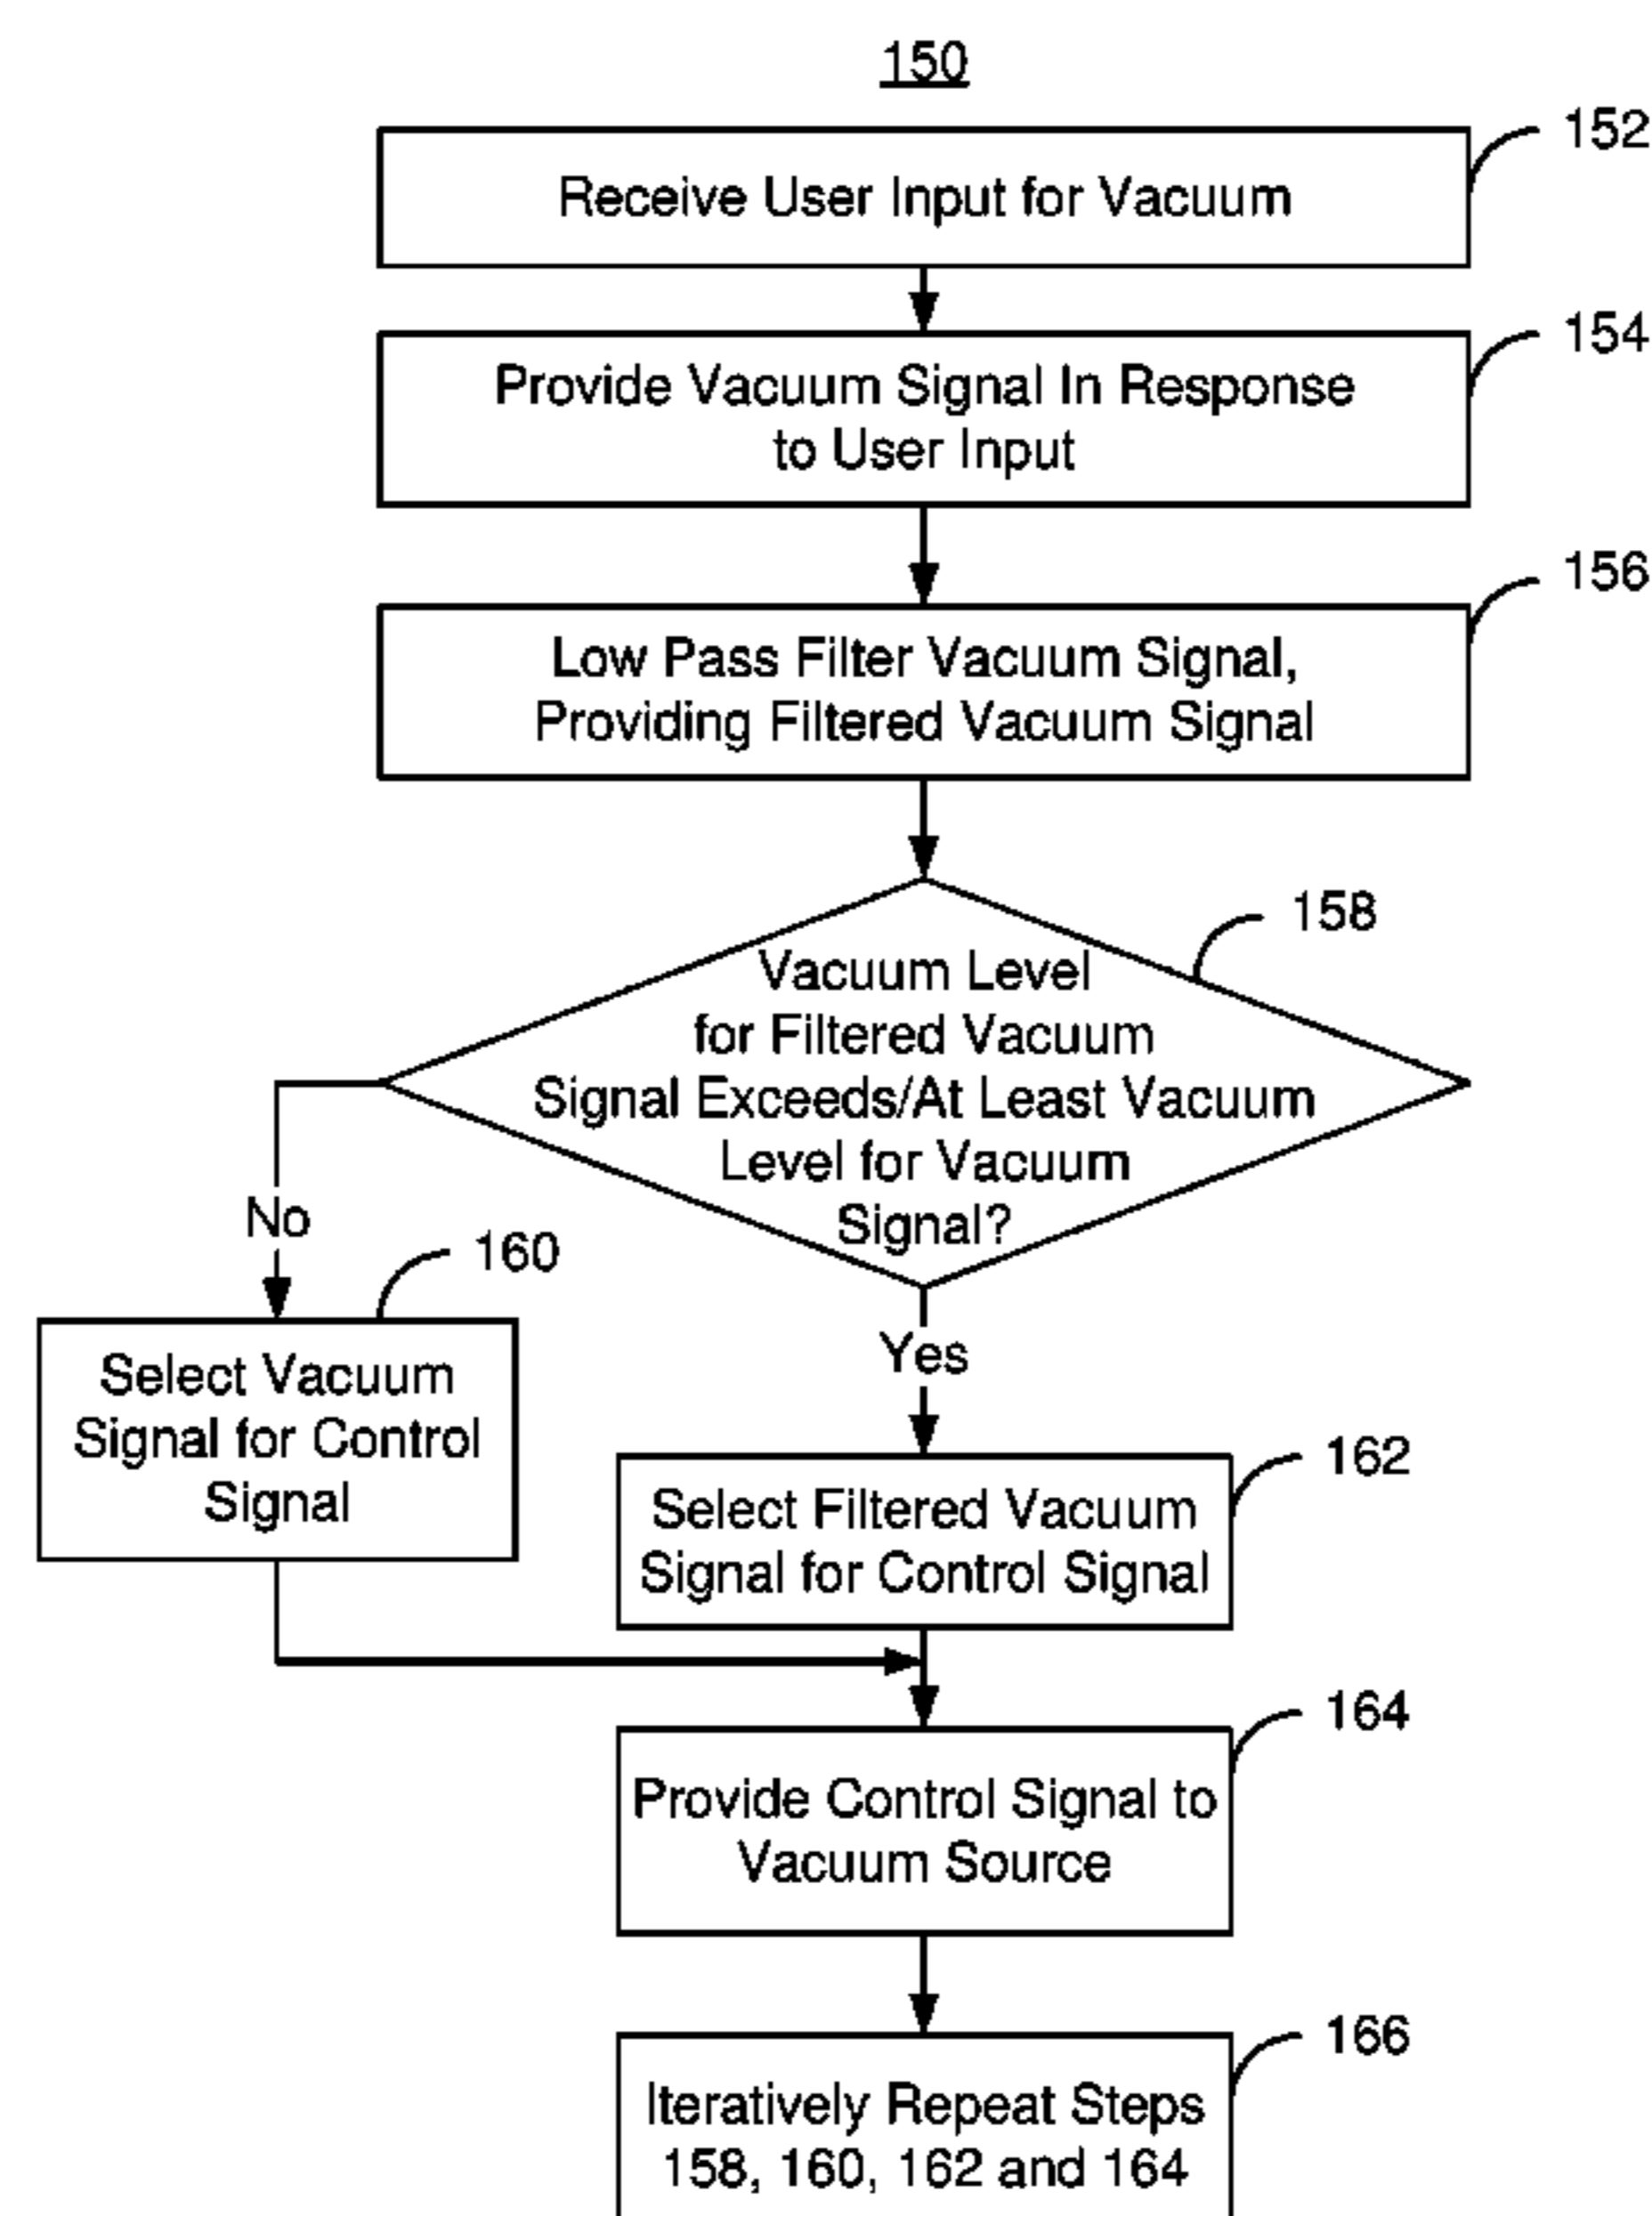 150
152
Receive User Input for Vacuum
154
Provide Vacuum Signal In Response
to User Input
156
Low Pass Filter Vacuum Signal,
Providing Filtered Vacuum Signal
158
Vacuum Level
for Filtered Vacuum
Signal Exceeds/At Least Vacuum
Level for Vacuum
Signal?
No
160
Yes
Select Vacuum
Signal for Control
Signal
162
Select Filtered Vacuum
Signal for Control Signal
164
Provide Control Signal to
Vacuum Source
166
Iteratively Repeat Steps
158, 160, 162 and 164